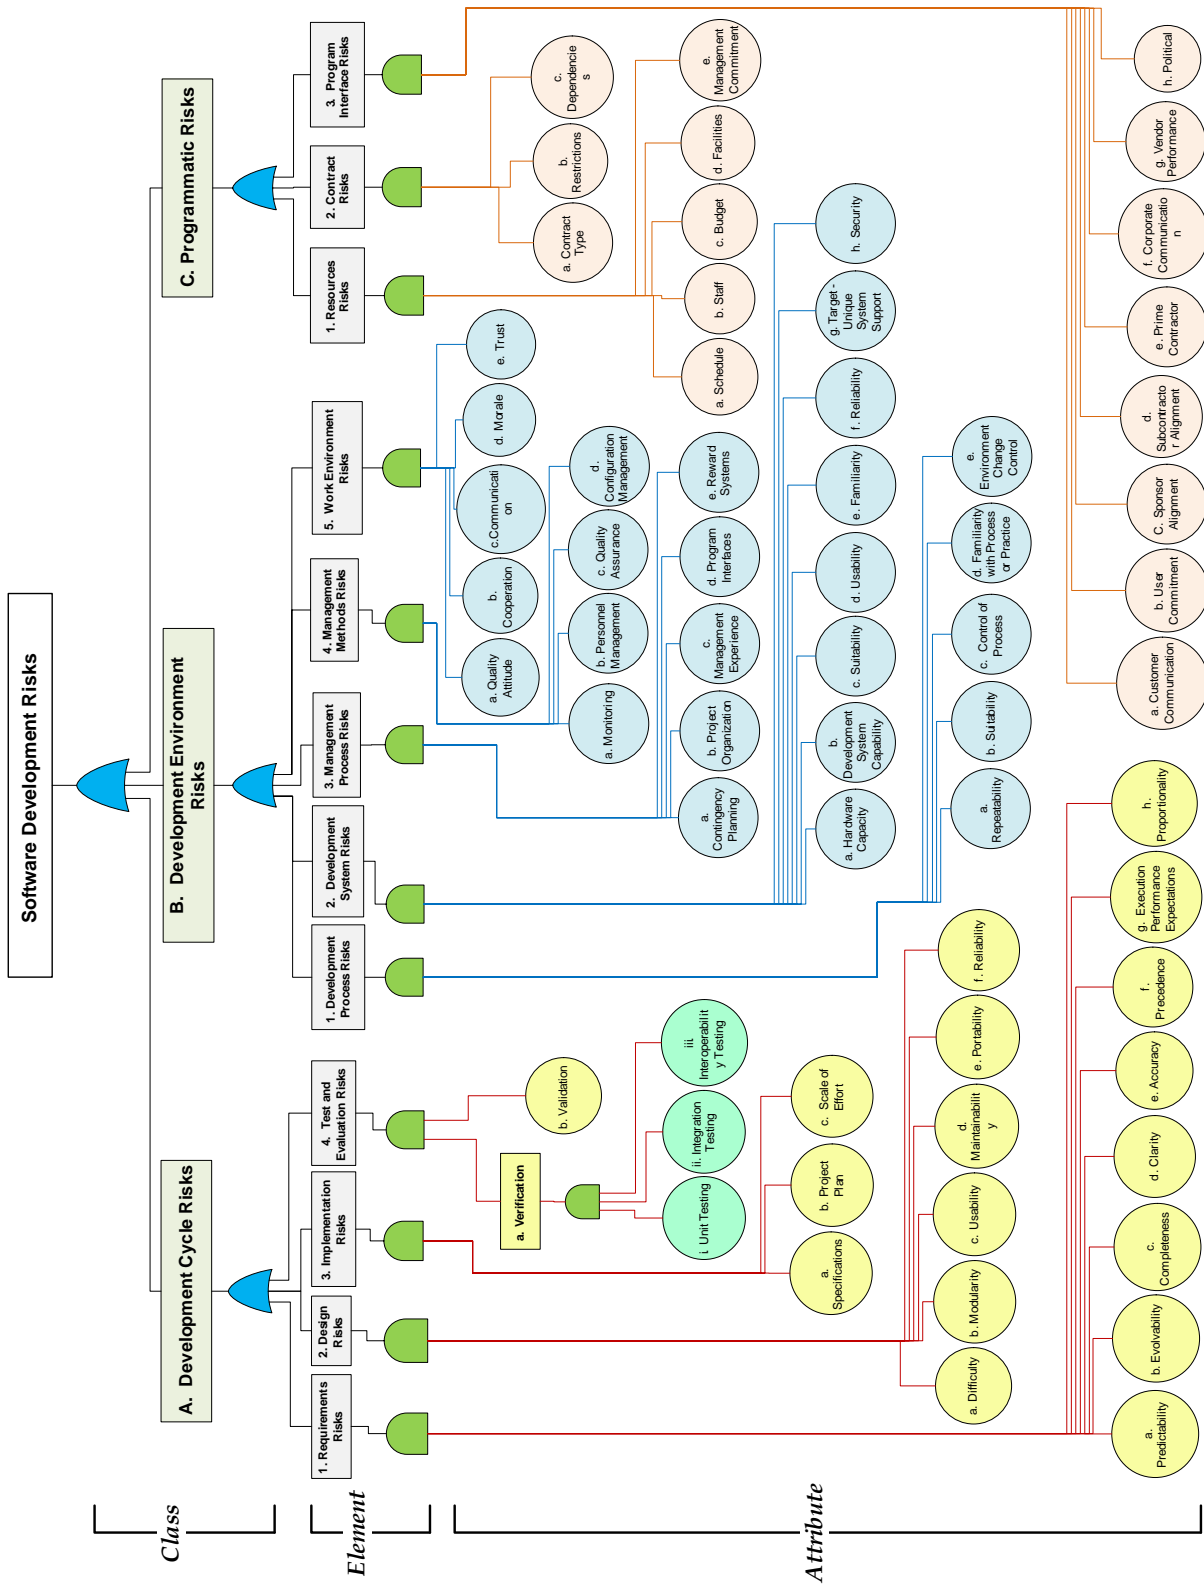 Software Development Risks
Class
A. Development Cycle Risks
B. Development Environment
Risks
C. Programmatic Risks
Element
1. Requirements
Risks
2. Design
Risks
3. Implementation
Risks
4. Test and
Evaluation Risks
1. Development
Process Risks
2. Development
System Risks
3. Management
Process Risks
4. Management
Methods Risks
5. Work Environment
Risks
1. Resources
Risks
2. Contract
Risks
3. Program
Interface Risks
Attribute
a. Verification
b. Validation
i. Unit Testing
ii. Integration
Testing
iii.
Interoperabilit
y Testing
a.
Specifications
b. Project
Plan
c. Scale of
Effort
a. Difficulty
b. Modularity
c. Usability
d.
Maintainabilit
y
e. Portability
f. Reliability
a.
Predictability
b. Evolvability
c.
Completeness
d. Clarity
e. Accuracy
f.
Precedence
g. Execution
Performance
Expectations
h.
Proportionality
a. Quality
Attitude
b.
Cooperation
c.Communicati
on
d. Morale
e. Trust
a. Monitoring
b. Personnel
Management
c. Quality
Assurance
d.
Configuration
Management
a.
Contingency
Planning
b. Project
Organization
c.
Management
Experience
d. Program
Interfaces
e. Reward
Systems
a. Hardware
Capacity
b.
Development
System
Capability
c. Suitability
d. Usability
e. Familiarity
f. Reliability
g. Target-
Unique
System
Support
h. Security
a.
Repeatability
b. Suitability
c. Control of
Process
d. Familiarity
with Process
or Practice
e.
Environment
Change
Control
a. Contract
Type
b.
Restrictions
c.
Dependencie
s
a. Schedule
b. Staff
c. Budget
d. Facilities
e.
Management
Commitment
a. Customer
Communication
b. User
Commitment
C. Sponsor
Alignment
d.
Subcontracto
r Alignment
e. Prime
Contractor
f. Corporate
Communicatio
n
g. Vendor
Performance
h. Political